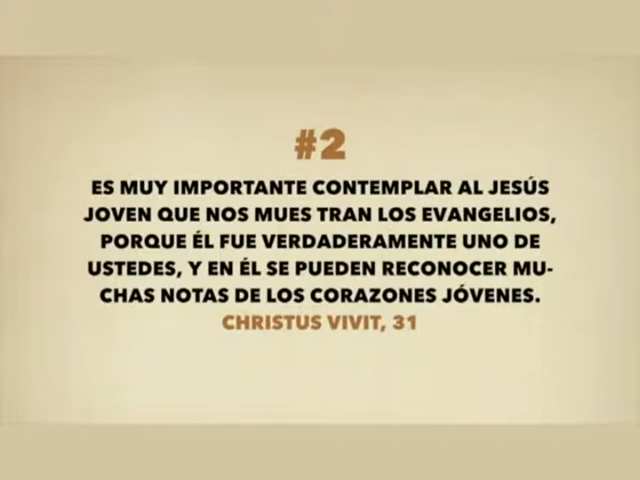 #2
ES MUY IMPORTANTE CONTEMPLAR AL JESÚS
JOVEN QUE NOS MUES TRAN LOS EVANGELIOS,
PORQUE ÉL FUE VERDADERAMENTE UNO DE
USTEDES, Y EN ÉL SE PUEDEN RECONOCER MU-
CHAS NOTAS DE LOS CORAZONES JÓVENES.
CHRISTUS VIVIT, 31